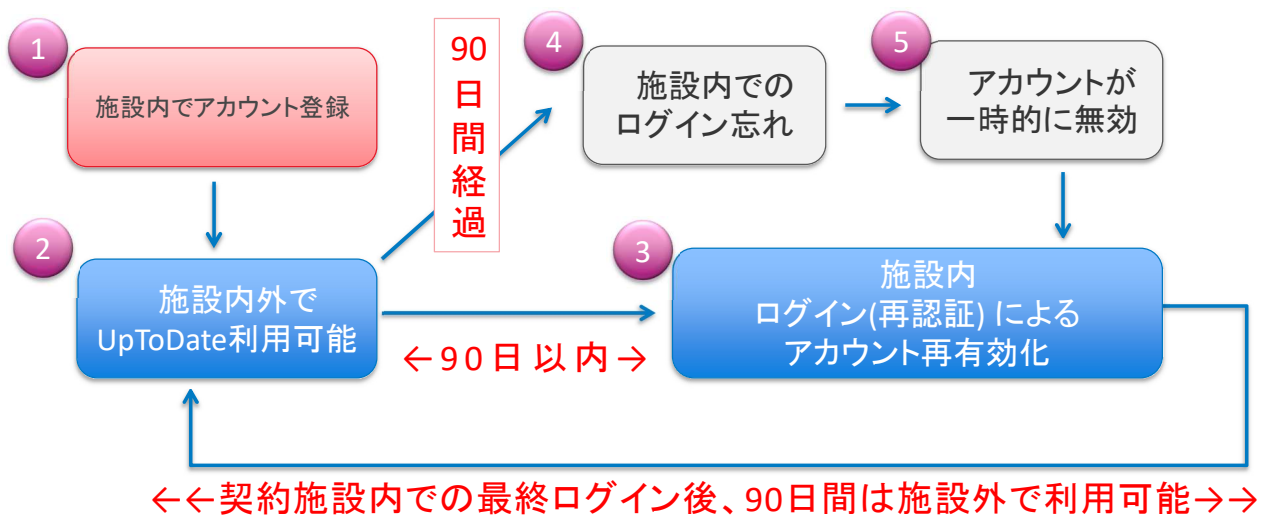 1
施設内でアカウント登録
2
施設内外で
UpToDate利用可能
90
日
間
経
過
4
施設内での
ログイン忘れ
5
アカウントが
一時的に無効
3
施設内
ログイン(再認証) による
アカウント再有効化
←90日以内→
←←契約施設内での最終ログイン後、90日間は施設外で利用可能→→